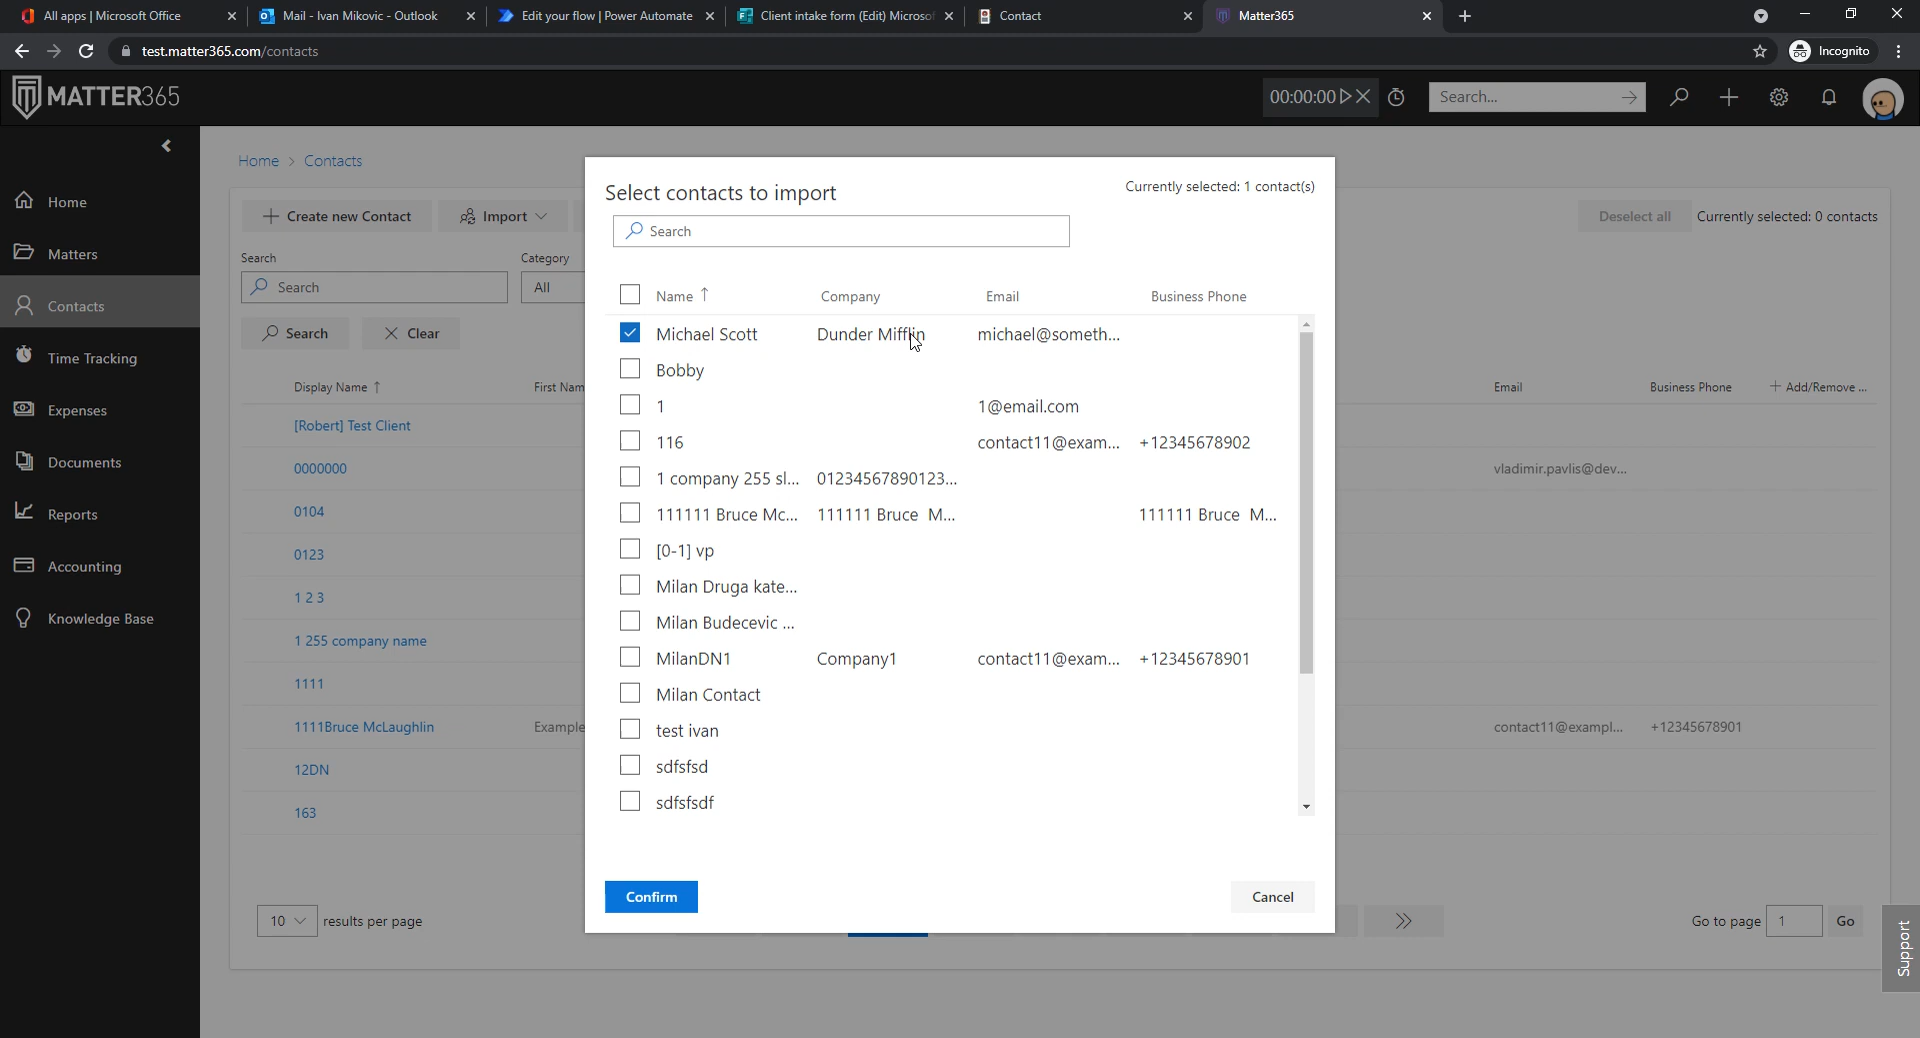 All apps | Microsoft Office
Mail - Ivan Mikovic - Outlook
Edit your flow | Power Automate
Client intake form (Edit) Microsof
Contact
Matter365
test.matter365.com/contacts
Incognito
MATTER365
00:00:00
Search...
Home
Matters
Contacts
Time Tracking
Expenses
Documents
Reports
Accounting
Knowledge Base
Home > Contacts
Create new Contact
Import
Deselect all
Currently selected: 0 contacts
Search
Category
Search
All
Search
Clear
Display Name ↑
First Nam
Email
Business Phone
+ Add/Remove ...
[Robert] Test Client
0000000
vladimir.pavlis@dev...
0104
0123
1 2 3
1 255 company name
1111
1111Bruce McLaughlin
Example
contact11@exampl...
+12345678901
12DN
163
10
results per page
Go to page
1
Go
Support
Select contacts to import
Currently selected: 1 contact(s)
Search
Name ↑ Company Email Business Phone
Michael Scott Dunder Mifflin michael@someth...
Bobby
1 1@email.com
116 contact11@exam... +12345678902
1 company 255 sl... 01234567890123...
111111 Bruce Mc... 111111 Bruce M... 111111 Bruce M...
[0-1] vp
Milan Druga kate...
Milan Budecevic ...
MilanDN1 Company1 contact11@exam... +12345678901
Milan Contact
test ivan
sdfsfsd
sdfsfsdf
Confirm
Cancel